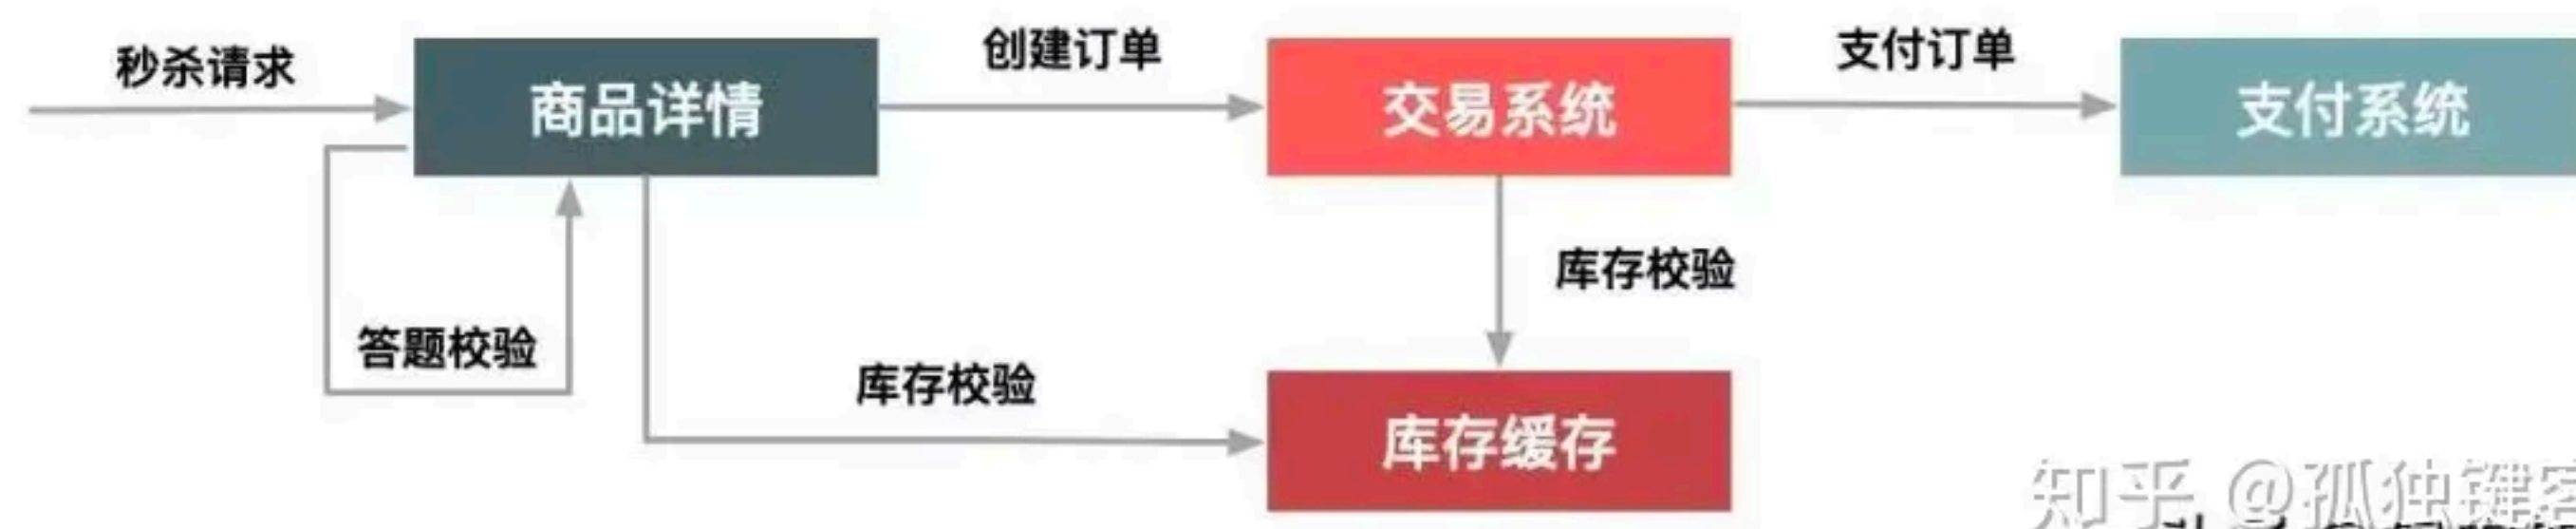 秒杀请求
创建订单
支付订单
商品详情
交易系统
支付系统
库存校验
答题校验
库存校验
库存缓存
知乎 @孤独键客